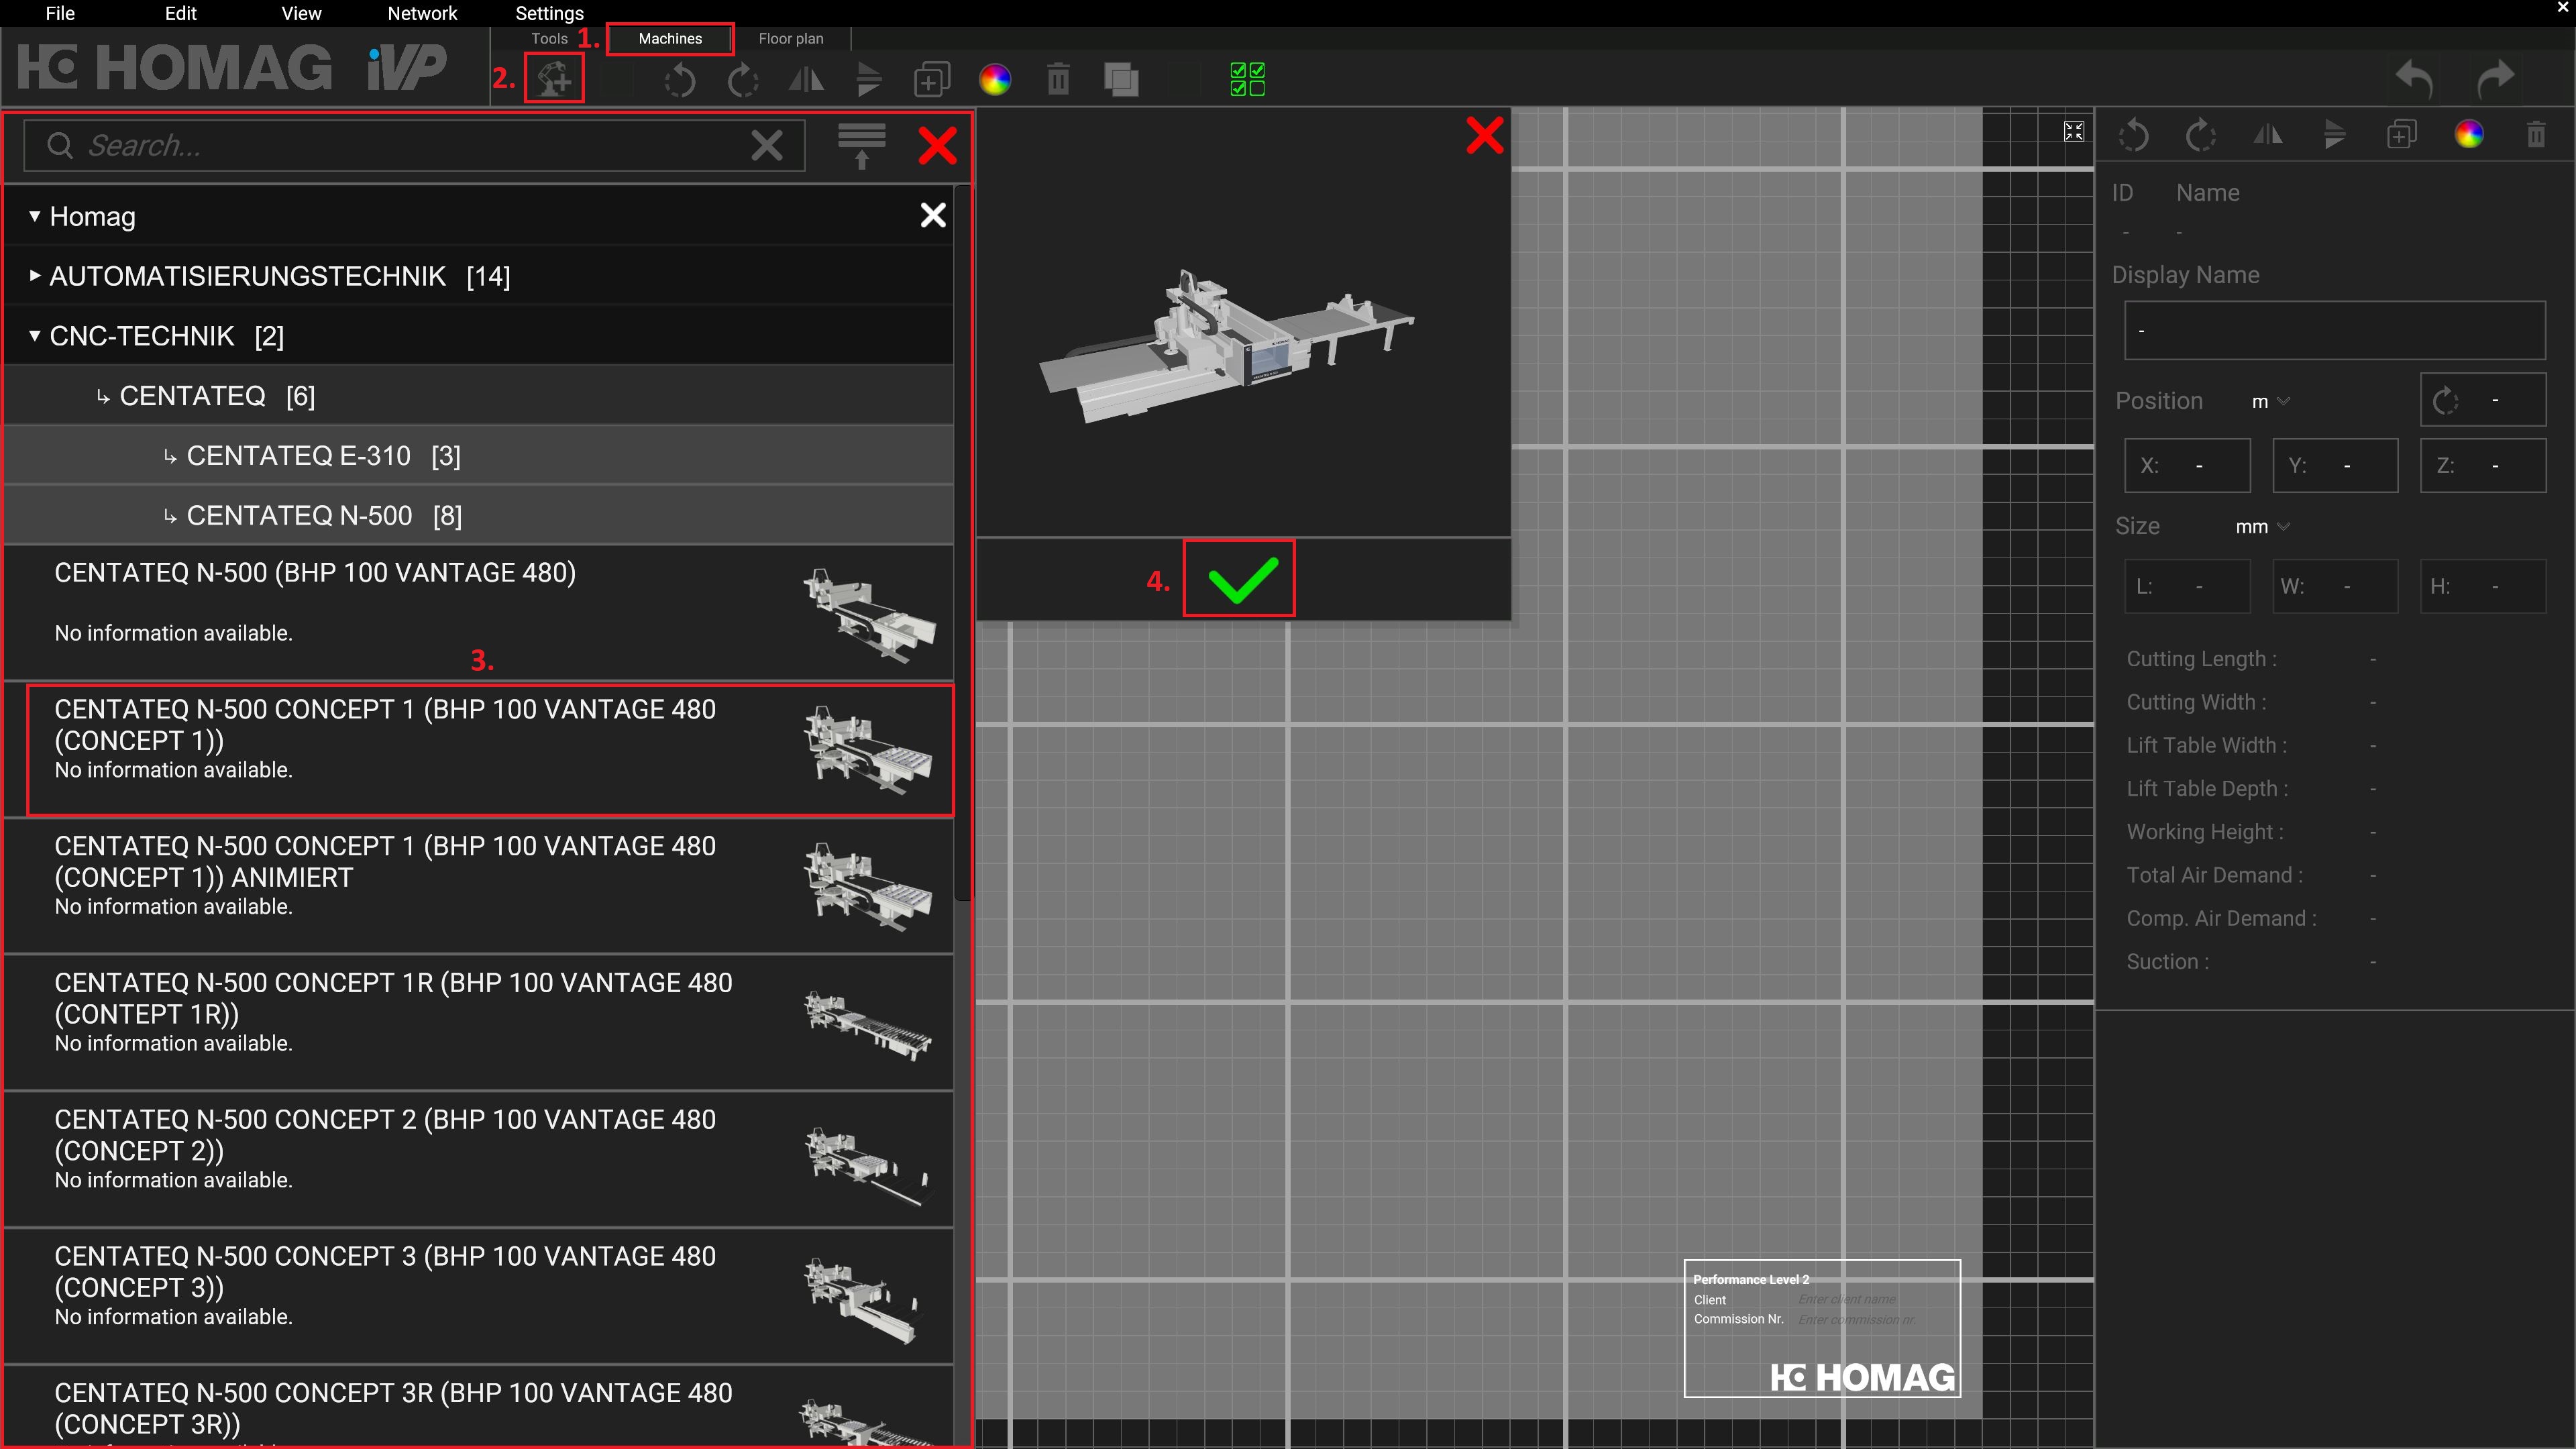 File Edit View Network Settings
HOMAG iVP
Tools 1. Machines Floor plan
2.
Search...
Homag
AUTOMATISIERUNGSTECHNIK [14]
CNC-TECHNIK [2]
CENTATEQ [6]
CENTATEQ E-310 [3]
CENTATEQ N-500 [8]
CENTATEQ N-500 (BHP 100 VANTAGE 480)
No information available.
3.
CENTATEQ N-500 CONCEPT 1 (BHP 100 VANTAGE 480
(CONCEPT 1))
No information available.
CENTATEQ N-500 CONCEPT 1 (BHP 100 VANTAGE 480
(CONCEPT 1)) ANIMIERT
No information available.
CENTATEQ N-500 CONCEPT 1R (BHP 100 VANTAGE 480
(CONTEPT 1R))
No information available.
CENTATEQ N-500 CONCEPT 2 (BHP 100 VANTAGE 480
(CONCEPT 2))
No information available.
CENTATEQ N-500 CONCEPT 3 (BHP 100 VANTAGE 480
(CONCEPT 3))
No information available.
CENTATEQ N-500 CONCEPT 3R (BHP 100 VANTAGE 480
(CONCEPT 3R))
4.
Performance Level 2
Client Enter client name
Commission Nr. Enter commission nr.
HOMAG
ID Name
- -
Display Name
-
Position m -
X: - Y: - Z: -
Size mm
L: - W: - H: -
Cutting Length : -
Cutting Width : -
Lift Table Width : -
Lift Table Depth : -
Working Height : -
Total Air Demand : -
Comp. Air Demand : -
Suction : -